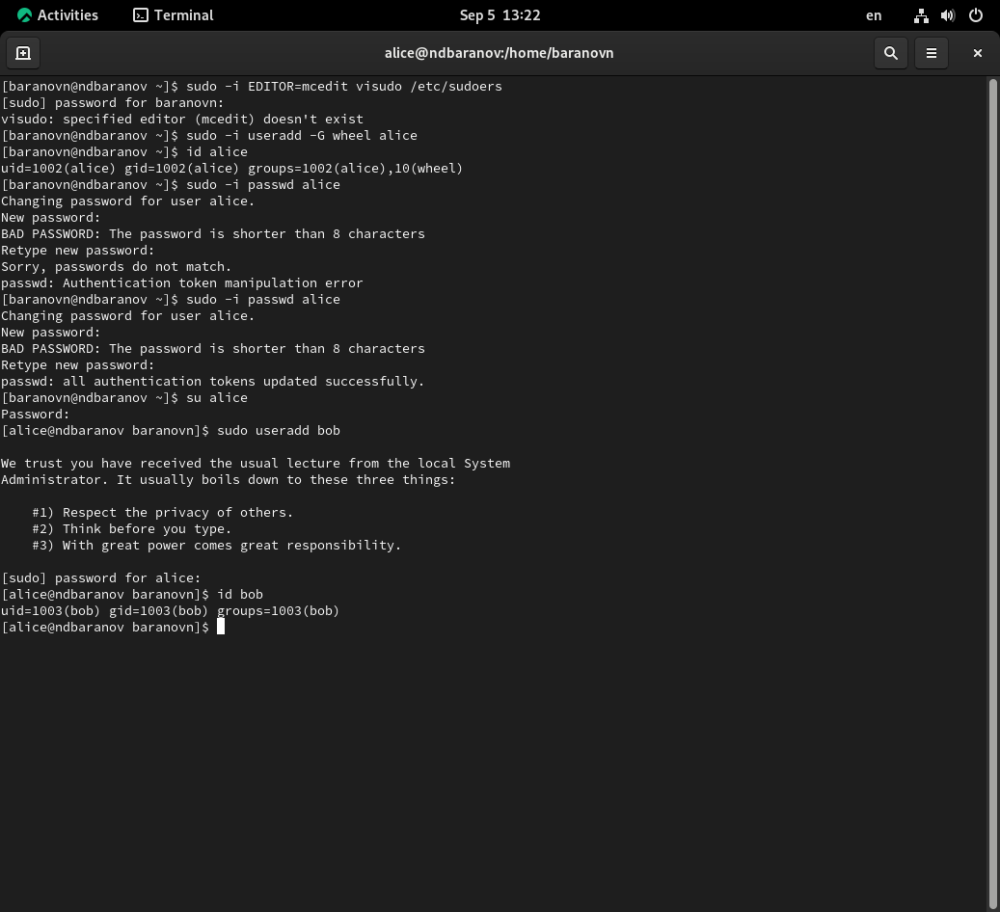 Activities
Terminal
Sep 5 13:22
en
alice@ndbaranov:/home/baranovn
[baranovn@ndbaranov ~]$ sudo -i EDITOR=mcedit visudo /etc/sudoers
[sudo] password for baranovn:
visudo: specified editor (mcedit) doesn't exist
[baranovn@ndbaranov ~]$ sudo -i useradd -G wheel alice
[baranovn@ndbaranov ~]$ id alice
uid=1002(alice) gid=1002(alice) groups=1002(alice),10(wheel)
[baranovn@ndbaranov ~]$ sudo -i passwd alice
Changing password for user alice.
New password:
BAD PASSWORD: The password is shorter than 8 characters
Retype new password:
Sorry, passwords do not match.
passwd: Authentication token manipulation error
[baranovn@ndbaranov ~]$ sudo -i passwd alice
Changing password for user alice.
New password:
BAD PASSWORD: The password is shorter than 8 characters
Retype new password:
passwd: all authentication tokens updated successfully.
[baranovn@ndbaranov ~]$ su alice
Password:
[alice@ndbaranov baranovn]$ sudo useradd bob
We trust you have received the usual lecture from the local System
Administrator. It usually boils down to these three things:
#1) Respect the privacy of others.
#2) Think before you type.
#3) With great power comes great responsibility.
[sudo] password for alice:
[alice@ndbaranov baranovn]$ id bob
uid=1003(bob) gid=1003(bob) groups=1003(bob)
[alice@ndbaranov baranovn]$